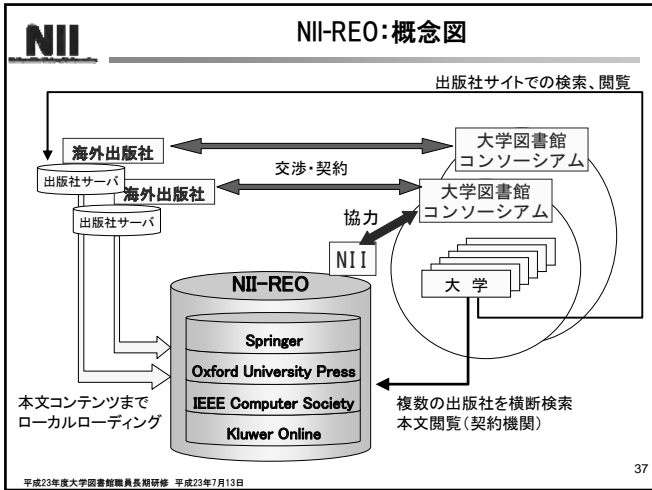 NII
NII-REO:概念図
出版社サイトでの検索、閲覧
海外出版社
大学図書館
コンソーシアム
出版社サーバ
交渉・契約
海外出版社
大学図書館
コンソーシアム
出版社サーバ
協力
NII
NII-REO
大 学
Springer
Oxford University Press
IEEE Computer Society
Kluwer Online
本文コンテンツまで
ローカルローディング
複数の出版社を横断検索
本文閲覧(契約機関)
平成23年度大学図書館職員長期研修 平成23年7月13日
37